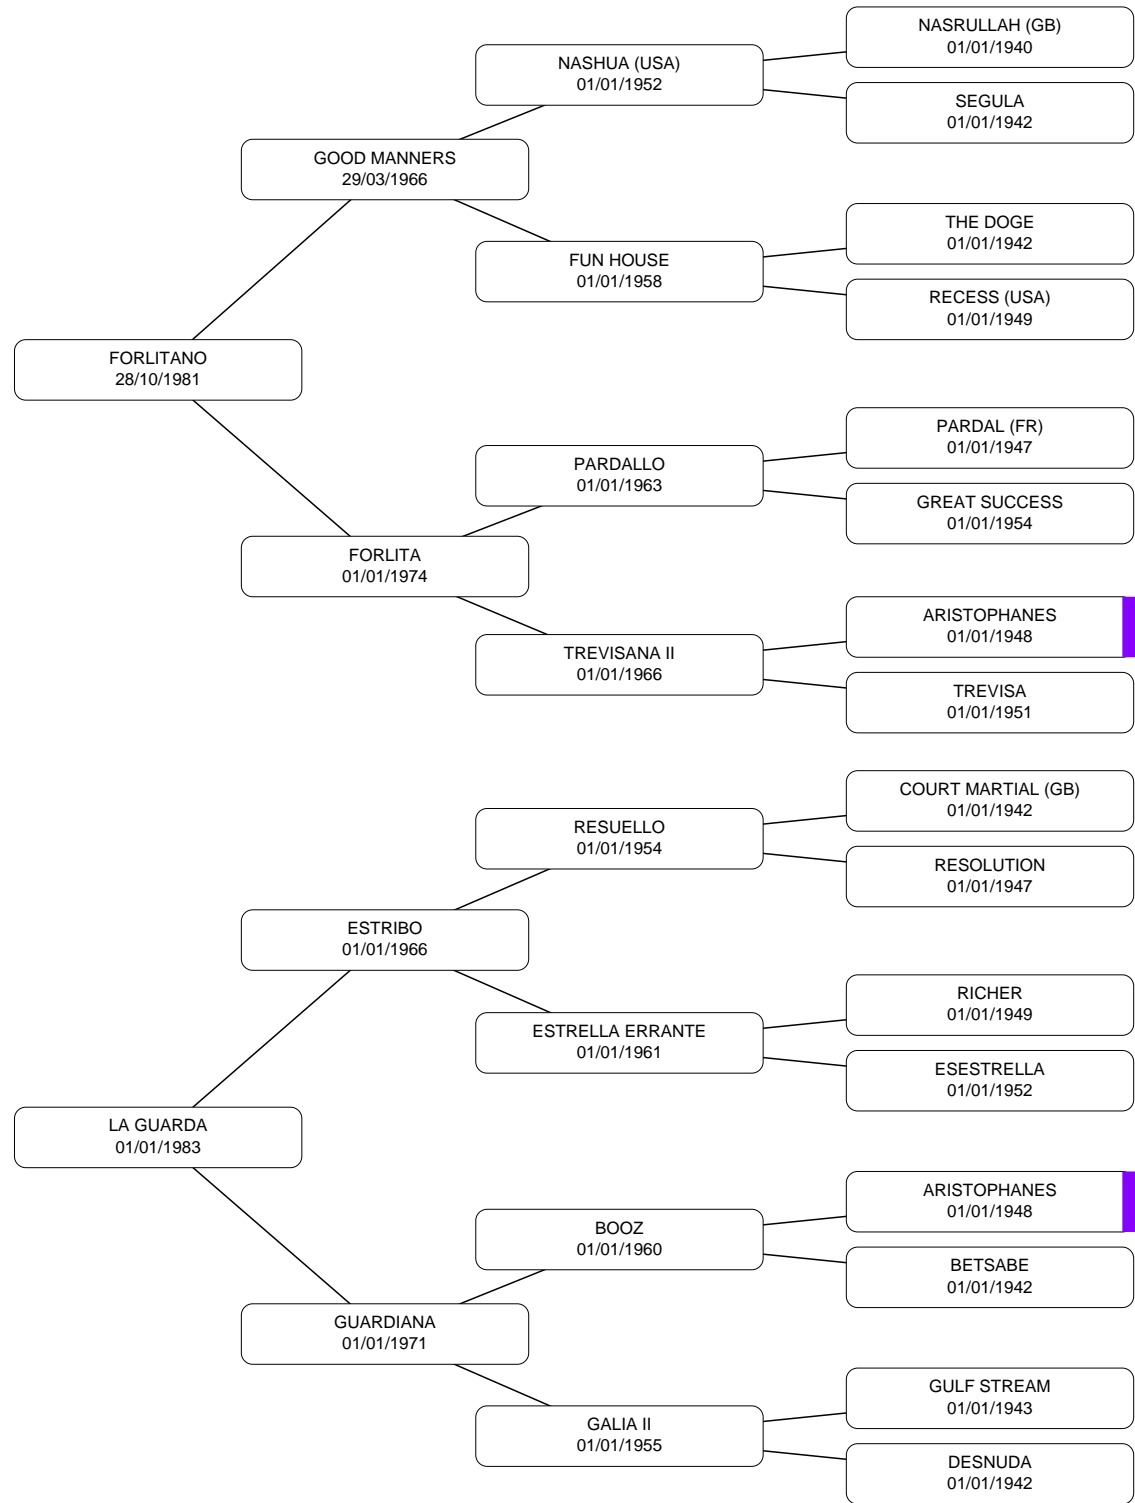 NASRULLAH (GB)
01/01/1940
NASHUA (USA)
01/01/1952
SEGULA
01/01/1942
GOOD MANNERS
29/03/1966
THE DOGE
01/01/1942
FUN HOUSE
01/01/1958
RECESS (USA)
01/01/1949
FORLITANO
28/10/1981
PARDAL (FR)
01/01/1947
PARDALLO
01/01/1963
GREAT SUCCESS
01/01/1954
FORLITA
01/01/1974
ARISTOPHANES
01/01/1948
TREVISANA II
01/01/1966
TREVISA
01/01/1951
COURT MARTIAL (GB)
01/01/1942
RESUELLO
01/01/1954
RESOLUTION
01/01/1947
ESTRIBO
01/01/1966
RICHER
01/01/1949
ESTRELLA ERRANTE
01/01/1961
ESESTRELLA
01/01/1952
LA GUARDA
01/01/1983
ARISTOPHANES
01/01/1948
BOOZ
01/01/1960
BETSABE
01/01/1942
GUARDIANA
01/01/1971
GULF STREAM
01/01/1943
GALIA II
01/01/1955
DESNUDA
01/01/1942